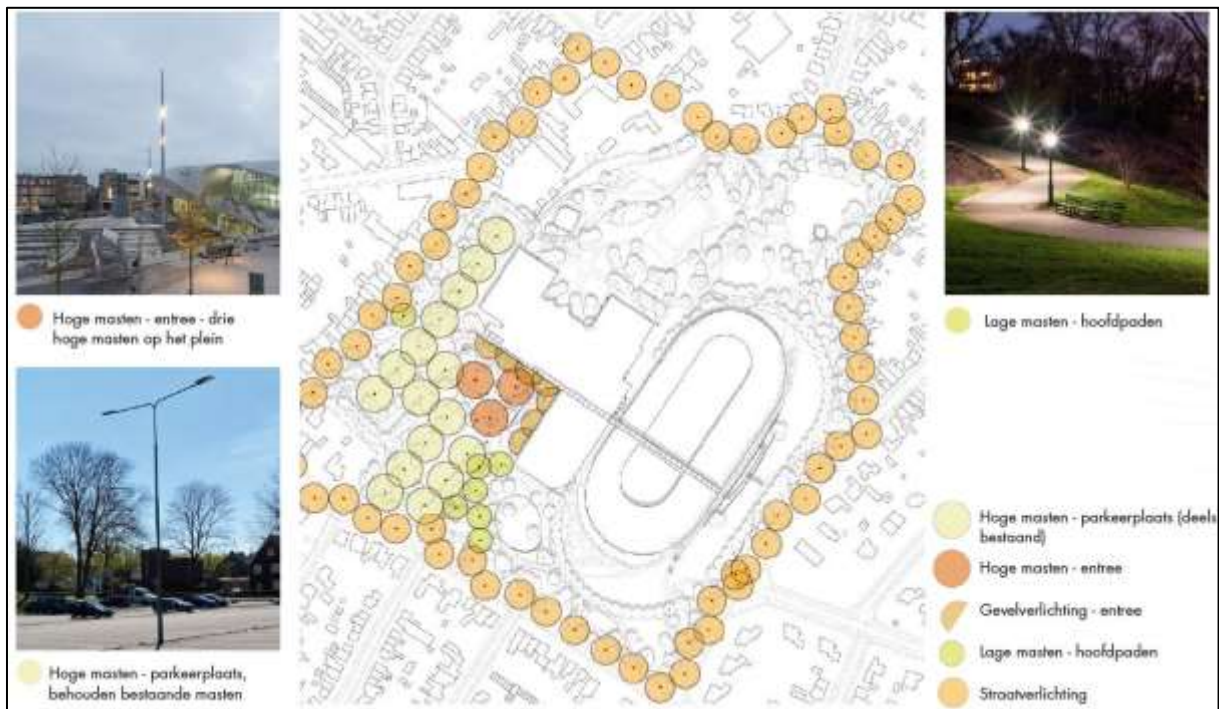 Hoge masten - entree - drie
hoge masten op het plein
Hoge masten - parkeerplaats,
behouden bestaande masten
Lage masten - hoofdpaden
Hoge masten - parkeerplaats (deels
bestaand)
Hoge masten - entree
Gevelverlichting - entree
Lage masten - hoofdpaden
Straatverlichting